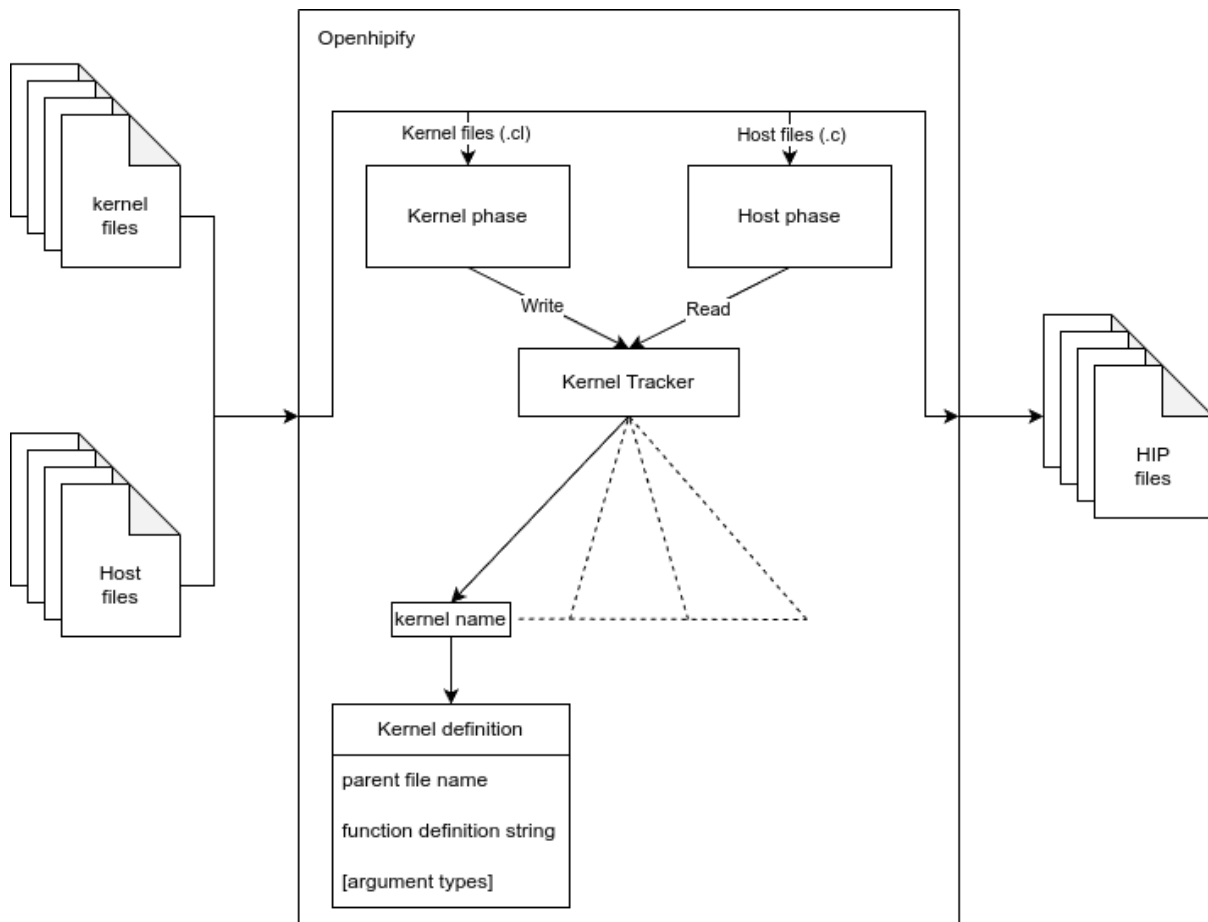 Openhipify
Kernel files (.cl)
Host files (.c)
kernel
files
Kernel phase
Host phase
Write
Read
Kernel Tracker
HIP
files
Host
files
kernel name
Kernel definition
parent file name
function definition string
[argument types]